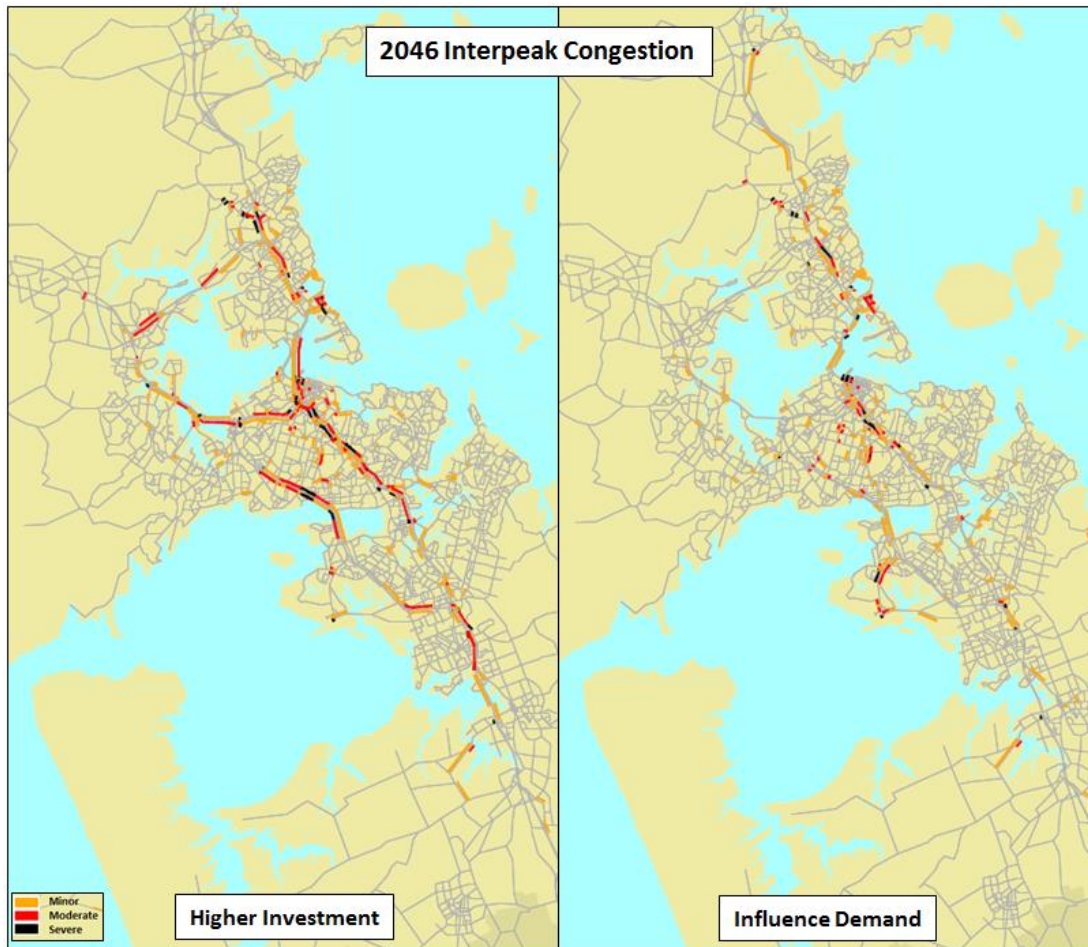 2046 Interpeak Congestion
Minor
Moderate
Severe
Higher Investment
Influence Demand